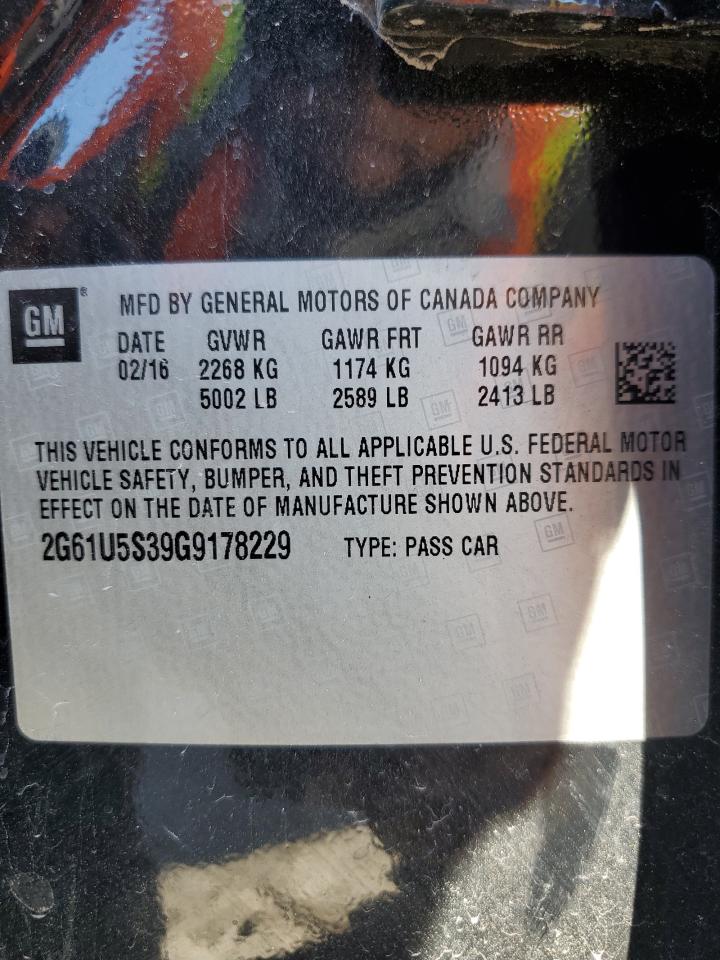 GM ®
MFD BY GENERAL MOTORS OF CANADA COMPANY
DATE GVWR GAWR FRT GAWR RR
02/16 2268 KG 1174 KG 1094 KG
5002 LB 2589 LB 2413 LB
THIS VEHICLE CONFORMS TO ALL APPLICABLE U.S. FEDERAL MOTOR
VEHICLE SAFETY, BUMPER, AND THEFT PREVENTION STANDARDS IN
EFFECT ON THE DATE OF MANUFACTURE SHOWN ABOVE.
2G61U5S39G9178229 TYPE: PASS CAR